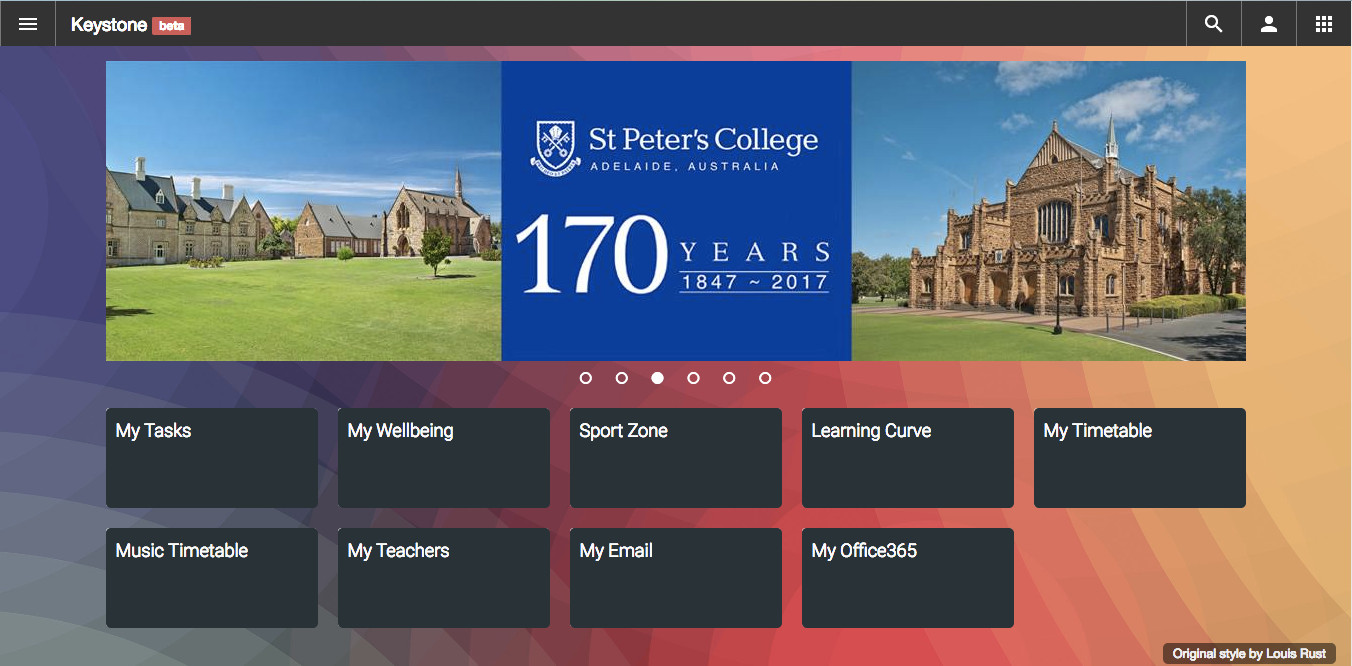 Keystone beta
St Peter's College
ADELAIDE, AUSTRALIA
170 YEARS
1847 ~ 2017
My Tasks
My Wellbeing
Sport Zone
Learning Curve
My Timetable
Music Timetable
My Teachers
My Email
My Office365
Original style by Louis Rust